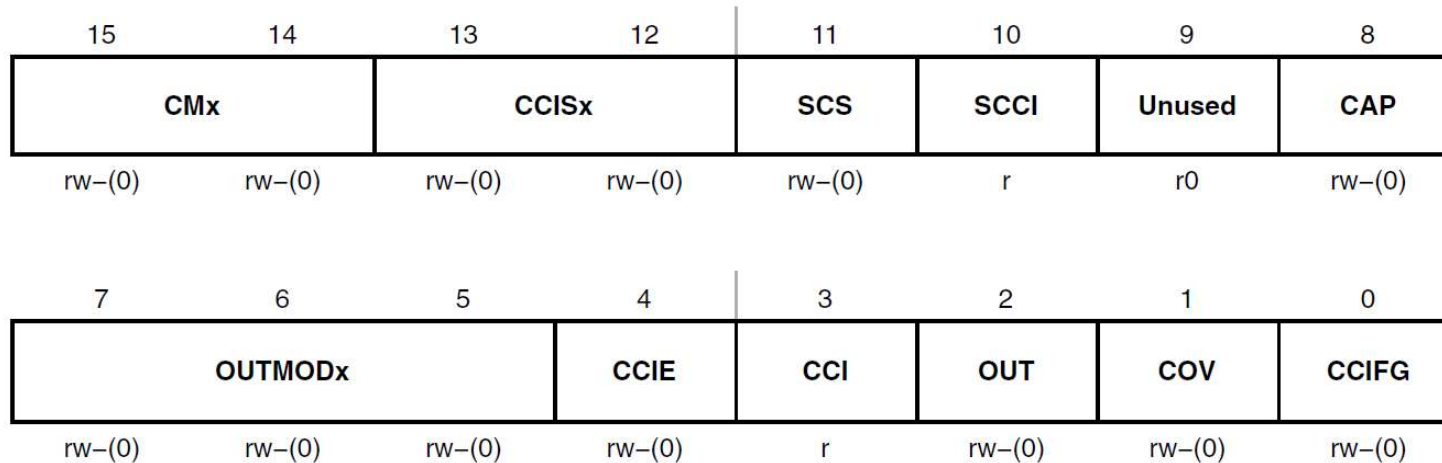 15 14 13 12 11 10 9 8
CMx CCISx SCS SCCI Unused CAP
rw−(0) rw−(0) rw−(0) rw−(0) rw−(0) r r0 rw−(0)
7 6 5 4 3 2 1 0
OUTMODx CCIE CCI OUT COV CCIFG
rw−(0) rw−(0) rw−(0) rw−(0) r rw−(0) rw−(0) rw−(0)